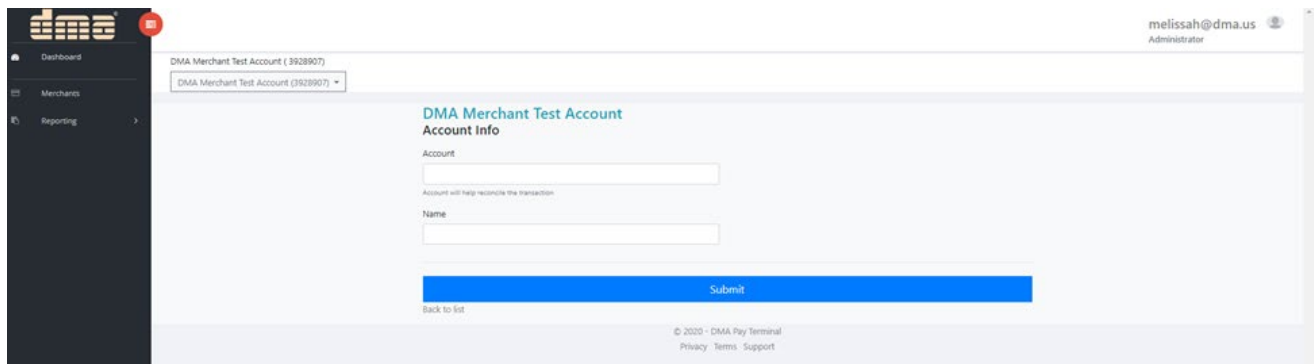 dma®
melissah@dma.us
Administrator
Dashboard
Merchants
Reporting
DMA Merchant Test Account ( 3928907)
DMA Merchant Test Account (3928907)
DMA Merchant Test Account
Account Info
Account
Account will help reconcile the transaction
Name
Submit
Back to list
© 2020 - DMA Pay Terminal
Privacy Terms Support